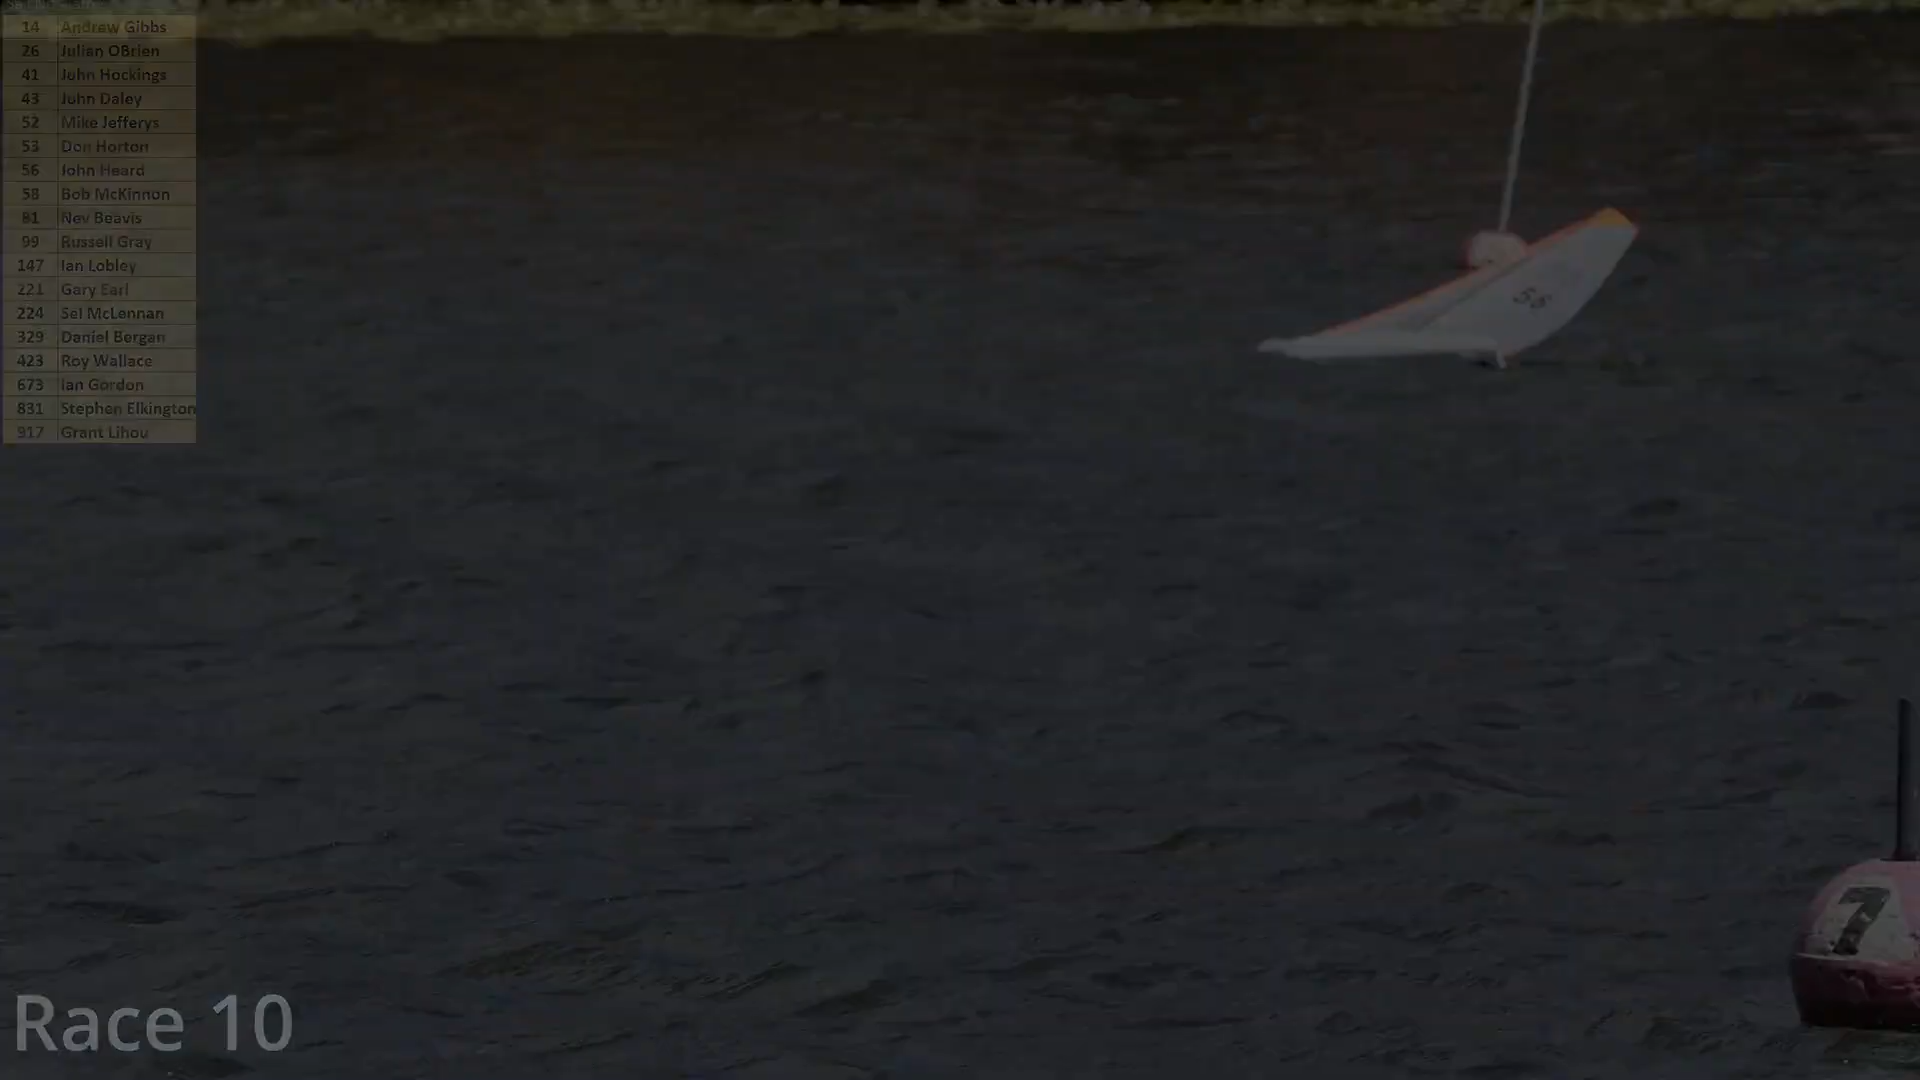 14 Andrew Gibbs
26 Julian OBrien
41 John Hockings
43 John Daley
52 Mike Jefferys
53 Don Horton
56 John Heard
58 Bob McKinnon
81 Nev Beavis
99 Russell Gray
147 Ian Lobley
221 Gary Earl
224 Sel McLennan
329 Daniel Bergan
423 Roy Wallace
673 Ian Gordon
831 Stephen Elkington
917 Grant Lihou
56
7
Race 10